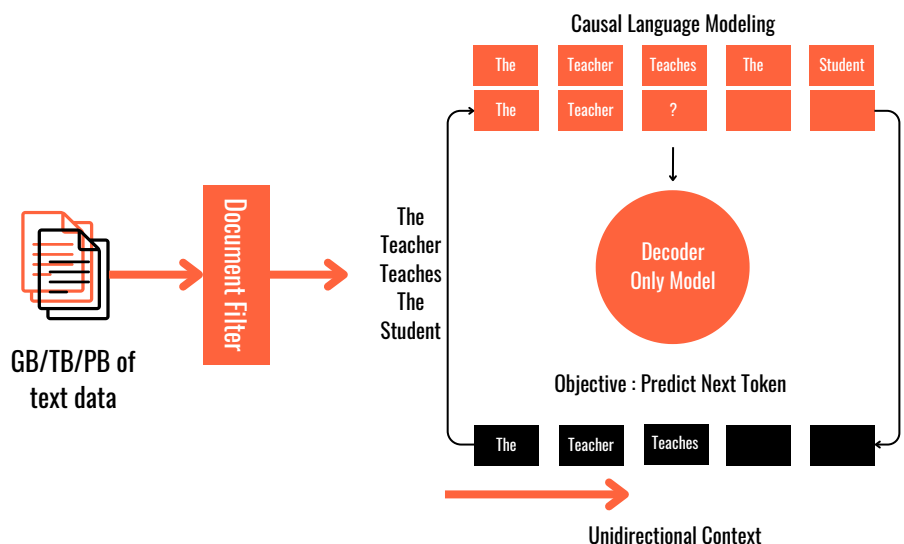 Causal Language Modeling
The Teacher Teaches The Student
The Teacher ?
Document Filter
The
Teacher
Teaches
The
Student
Decoder
Only Model
GB/TB/PB of
text data
Objective : Predict Next Token
The Teacher Teaches
Unidirectional Context